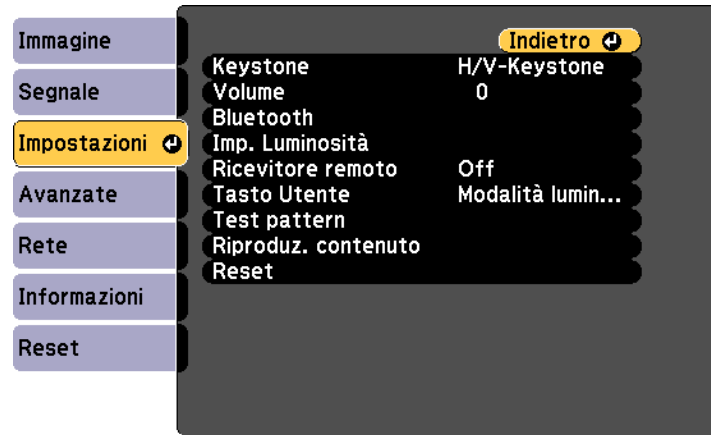 Immagine
Segnale
Impostazioni
Avanzate
Rete
Informazioni
Reset
Indietro
Keystone H/V-Keystone
Volume 0
Bluetooth
Imp. Luminosità
Ricevitore remoto Off
Tasto Utente Modalità lumin...
Test pattern
Riproduz. contenuto
Reset